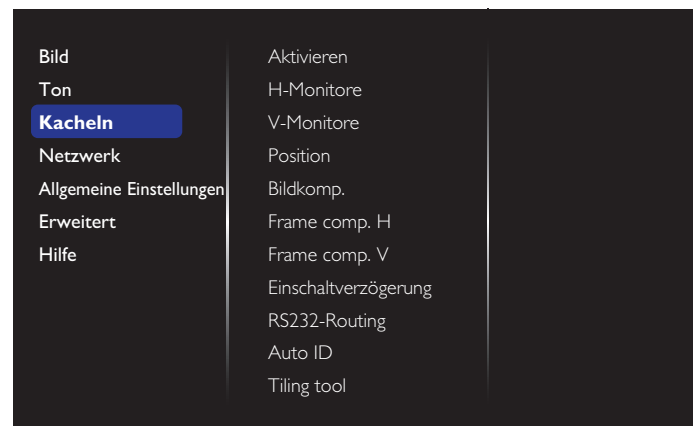 Bild
Ton
Kacheln
Netzwerk
Allgemeine Einstellungen
Erweitert
Hilfe
Aktivieren
H-Monitore
V-Monitore
Position
Bildkomp.
Frame comp. H
Frame comp. V
Einschaltverzögerung
RS232-Routing
Auto ID
Tiling tool